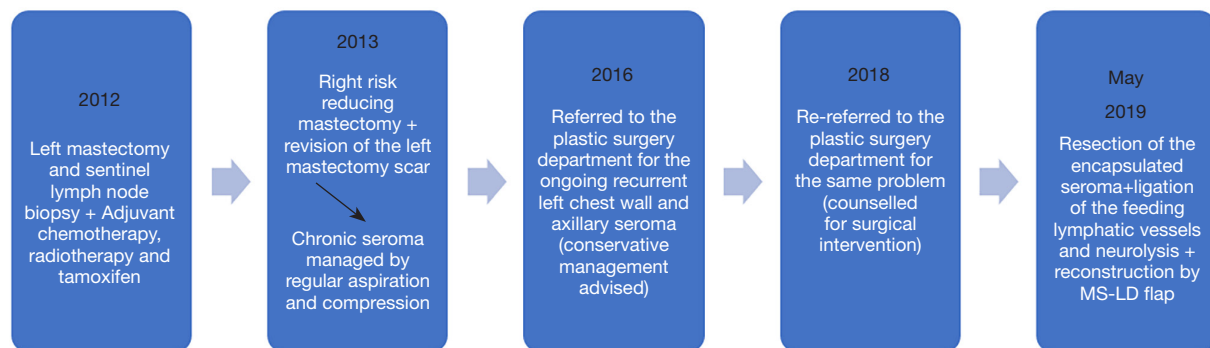 2012
Left mastectomy
and sentinel
lymph node
biopsy + Adjuvant
chemotherapy,
radiotherapy and
tamoxifen
2013
Right risk
reducing
mastectomy +
revision of the left
mastectomy scar
Chronic seroma
managed by
regular aspiration
and compression
2016
Referred to the
plastic surgery
department for the
ongoing recurrent
left chest wall and
axillary seroma
(conservative
management
advised)
2018
Re-referred to the
plastic surgery
department for
the same problem
(counselled
for surgical
intervention)
May
2019
Resection of the
encapsulated
seroma+ligation
of the feeding
lymphatic vessels
and neurolysis +
reconstruction by
MS-LD flap